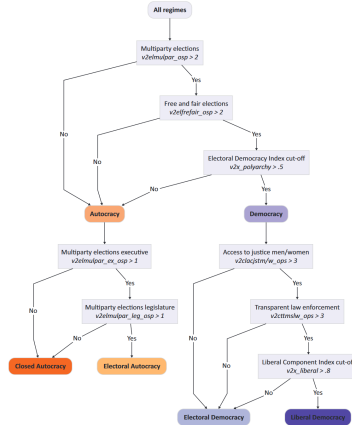 All regimes
Multiparty elections
v2elmulpar_osp > 2
Yes
Free and fair elections
v2elfrefair_osp > 2
No
Yes
No
Electoral Democracy Index cut-off
v2x_polyarchy > .5
No
Yes
Autocracy
Democracy
Multiparty elections executive
v2elmulpar_ex_osp > 1
Access to justice men/women
v2clacjstm/w_ops > 3
Yes
Yes
No
Multiparty elections legislature
v2elmulpar_leg_osp > 1
No
Transparent law enforcement
v2cttmslw_ops > 3
No
Yes
No
Yes
Closed Autocracy
Electoral Autocracy
Liberal Component Index cut-off
v2x_liberal > .8
No
Yes
Electoral Democracy
Liberal Democracy